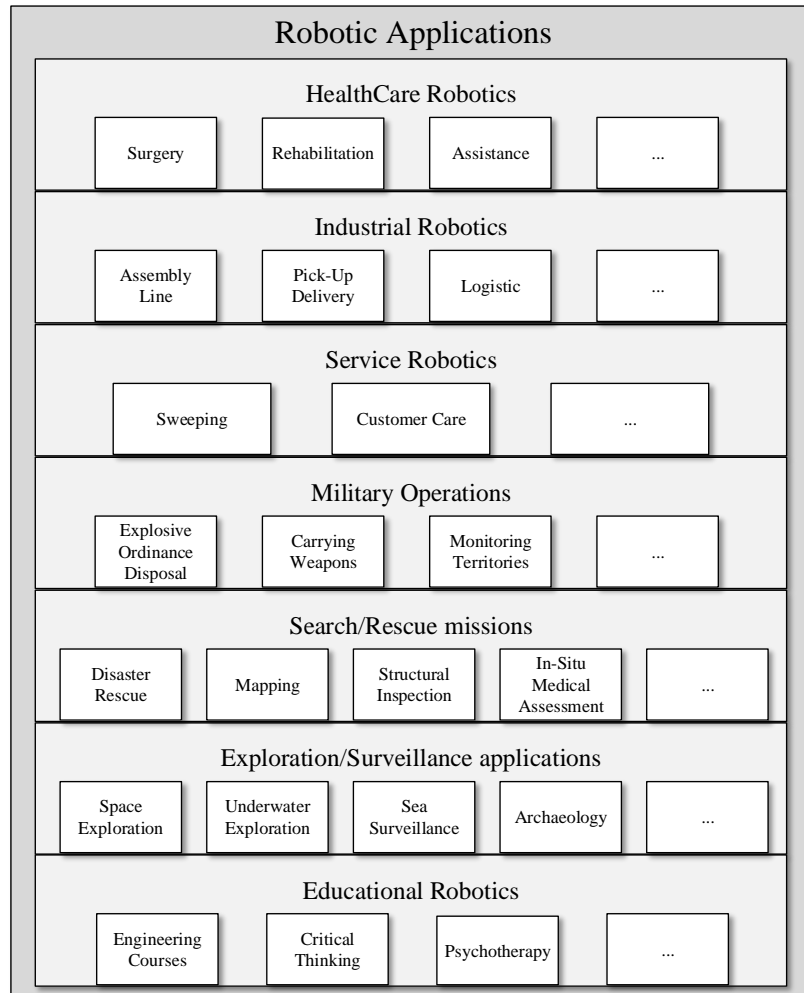 Robotic Applications
HealthCare Robotics
Surgery
Rehabilitation
Assistance
...
Industrial Robotics
Assembly
Line
Pick-Up
Delivery
Logistic
...
Service Robotics
Sweeping
Customer Care
...
Military Operations
Explosive
Ordinance
Disposal
Carrying
Weapons
Monitoring
Territories
...
Search/Rescue missions
Disaster
Rescue
Mapping
Structural
Inspection
In-Situ
Medical
Assessment
...
Exploration/Surveillance applications
Space
Exploration
Underwater
Exploration
Sea
Surveillance
Archaeology
...
Educational Robotics
Engineering
Courses
Critical
Thinking
Psychotherapy
...